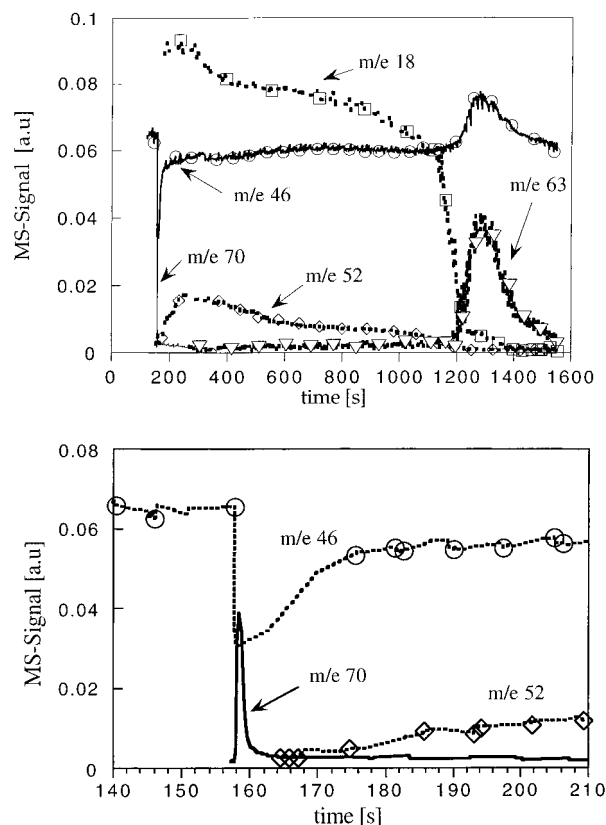 0.1
0.08
0.06
0.04
0.02
0
MS-Signal [a.u]
m/e 18
m/e 46
m/e 63
m/e 70
m/e 52
0 200 400 600 800 1000 1200 1400 1600
time [s]
0.08
0.06
0.04
0.02
0
MS-Signal [a.u]
m/e 46
m/e 70
m/e 52
140 150 160 170 180 190 200 210
time [s]